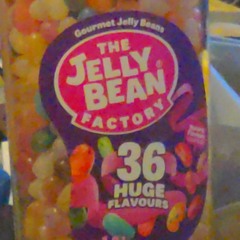 Gourmet Jelly Beans
THE
JELLY
BEAN
FACTORY
36
HUGE
FLAVOURS